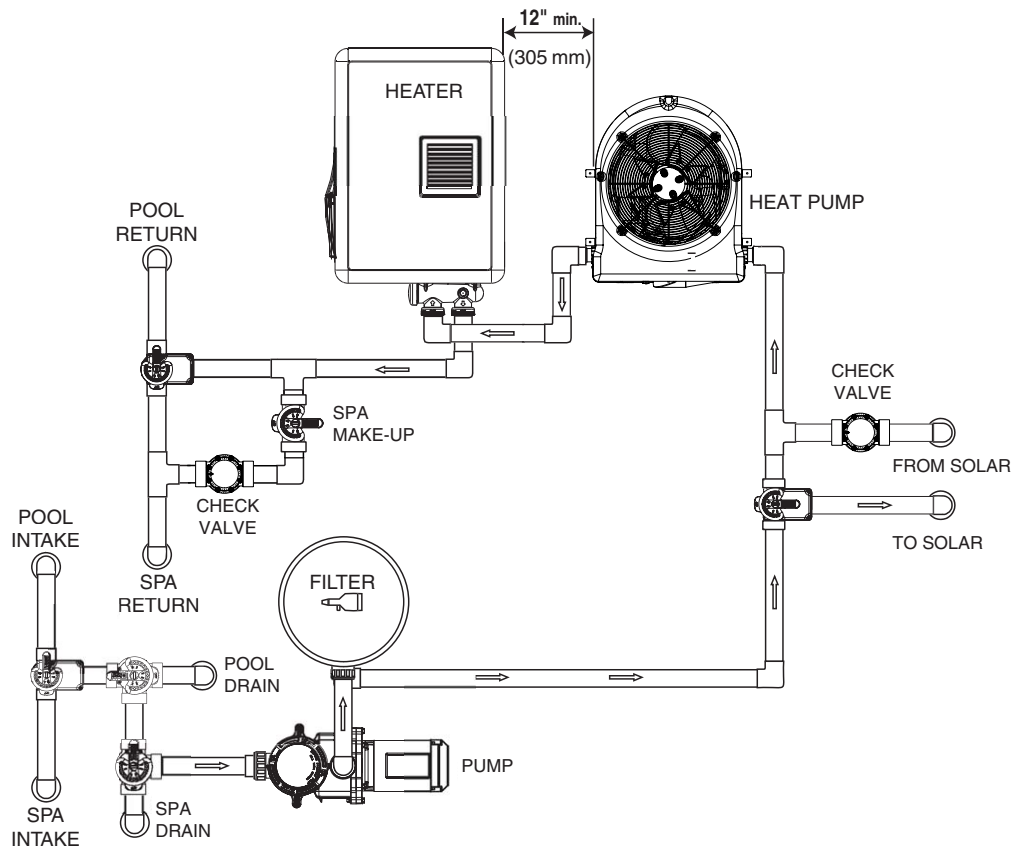 12" min.
(305 mm)
HEATER
HEAT PUMP
POOL
RETURN
CHECK
VALVE
SPA
MAKE-UP
FROM SOLAR
CHECK
VALVE
POOL
INTAKE
TO SOLAR
SPA
RETURN
FILTER
POOL
DRAIN
PUMP
SPA
INTAKE
SPA
DRAIN